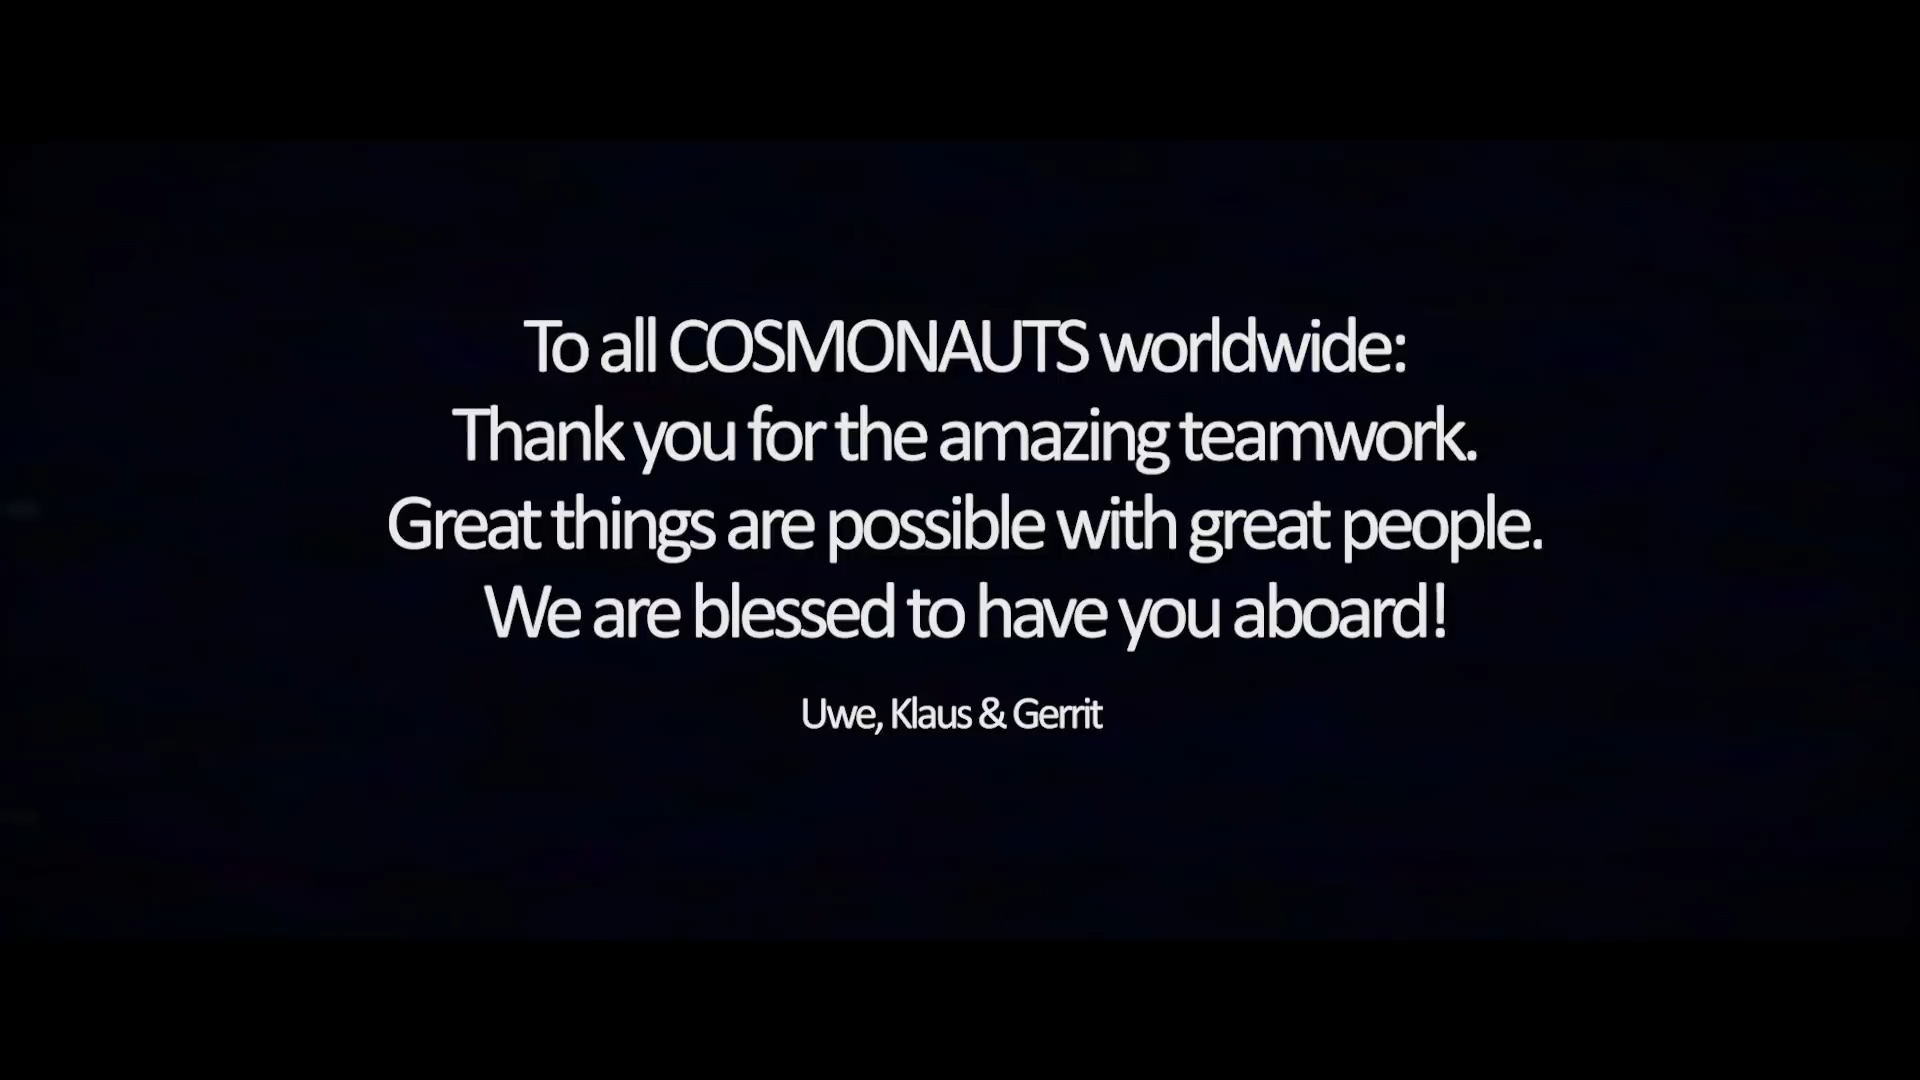 To all COSMONAUTS worldwide:
Thank you for the amazing teamwork.
Great things are possible with great people.
We are blessed to have you aboard!
Uwe, Klaus & Gerrit